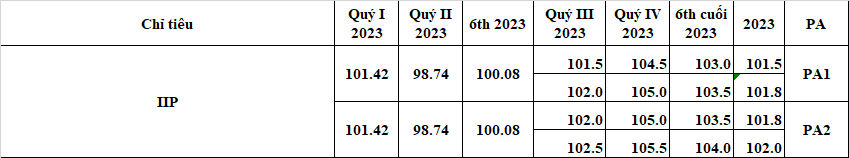 Chỉ tiêu Quý I 2023 Quý II 2023 6th 2023 Quý III 2023 Quý IV 2023 6th cuối 2023 2023 PA
IIP 101.42 98.74 100.08 101.5 104.5 103.0 101.5 PA1
102.0 105.0 103.5 101.8
101.42 98.74 100.08 102.0 105.0 103.5 101.8 PA2
102.5 105.5 104.0 102.0